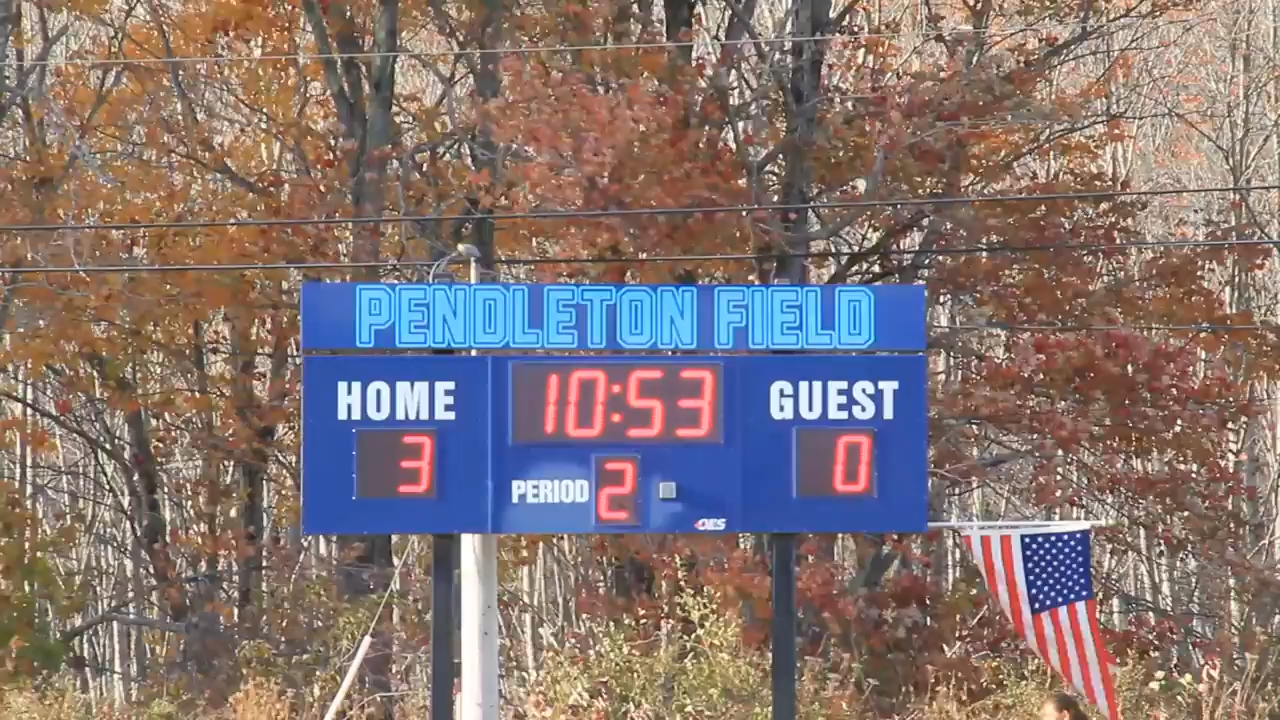 PENDLETON FIELD
HOME 10:53 GUEST
3 0
PERIOD 2
OES